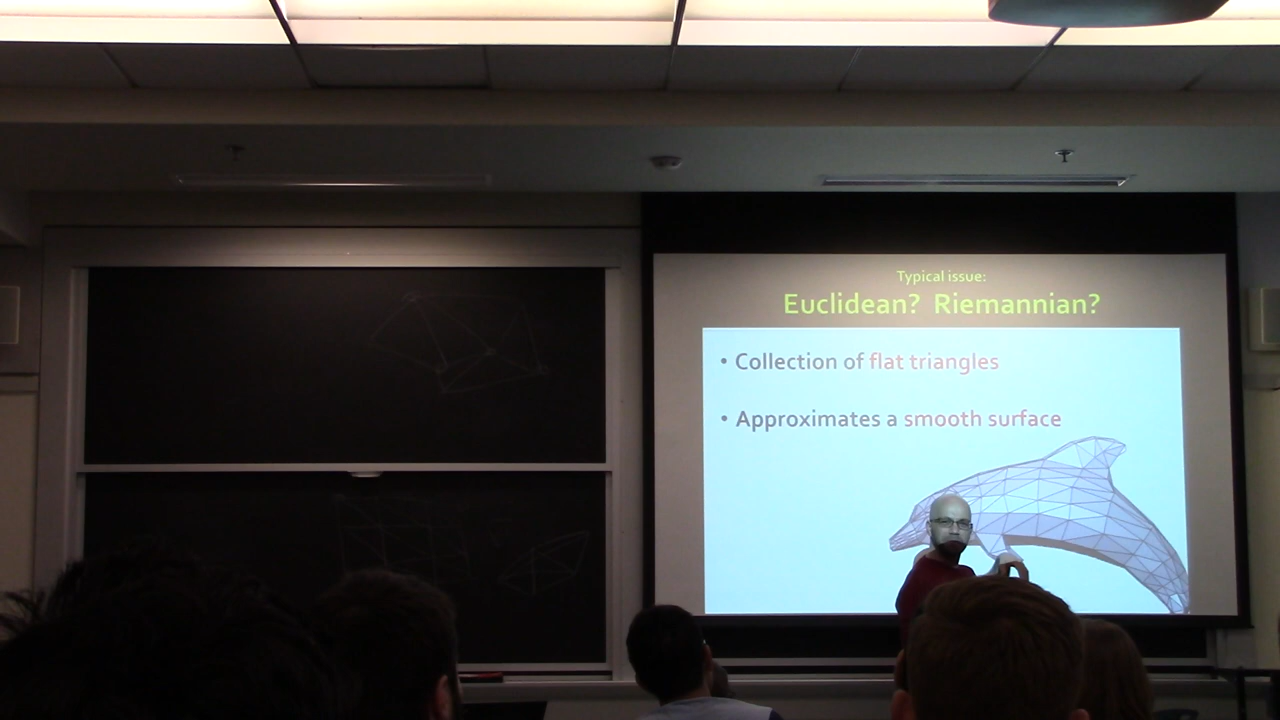 Typical issue:
Euclidean? Riemannian?
• Collection of flat triangles
• Approximates a smooth surface